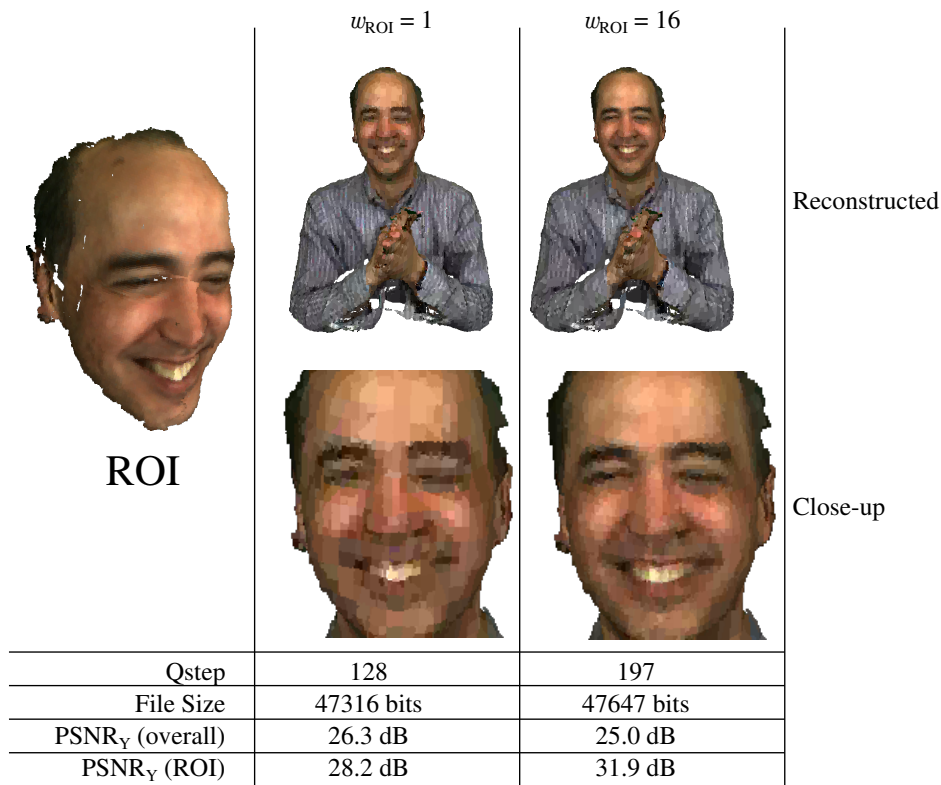 w_ROI = 1 w_ROI = 16
Reconstructed
ROI
Close-up
Qstep 128 197
File Size 47316 bits 47647 bits
PSNR_Y (overall) 26.3 dB 25.0 dB
PSNR_Y (ROI) 28.2 dB 31.9 dB